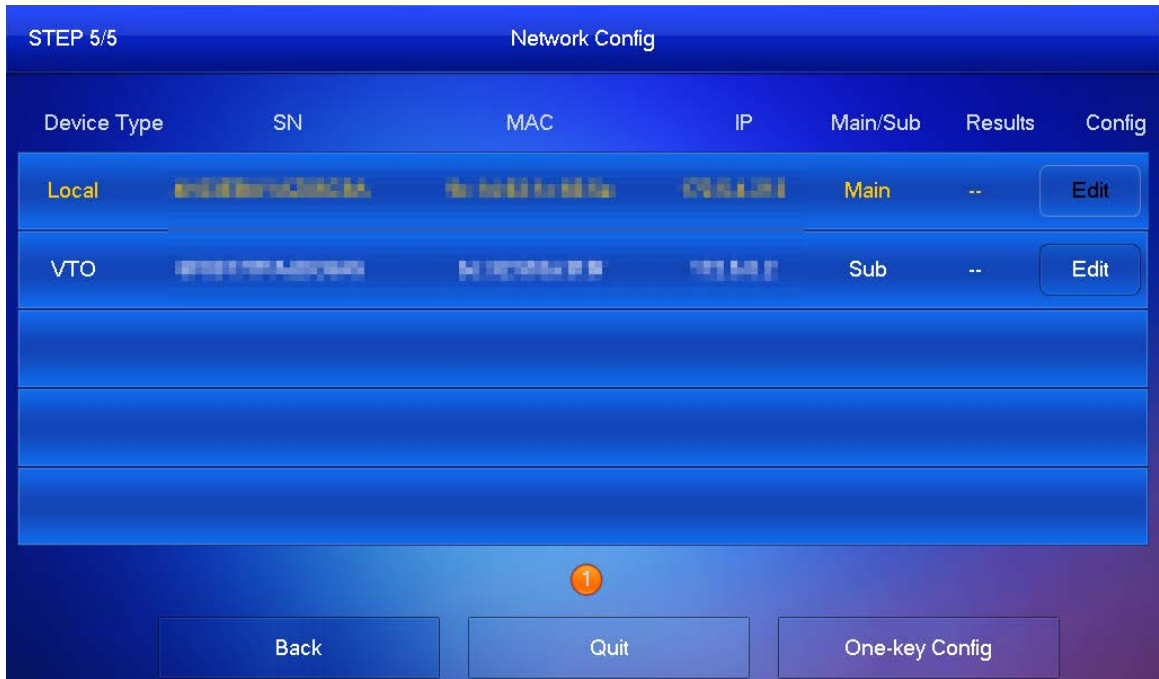 STEP 5/5 Network Config
Device Type SN MAC IP Main/Sub Results Config
Local Main -- Edit
VTO Sub -- Edit
1
Back Quit One-key Config